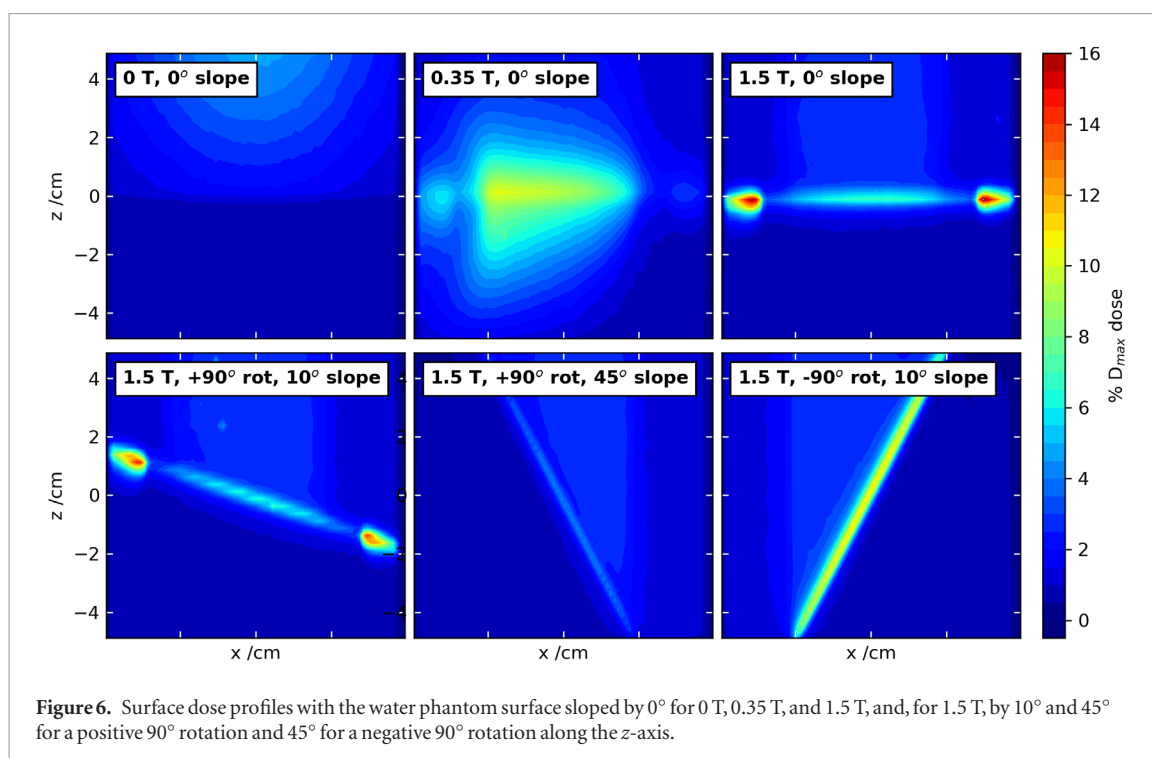 0 T, 0° slope
0.35 T, 0° slope
1.5 T, 0° slope
4
2
0
−2
−4
z /cm
1.5 T, +90° rot, 10° slope
1.5 T, +90° rot, 45° slope
1.5 T, -90° rot, 10° slope
4
2
0
−2
−4
z /cm
0
x /cm
x /cm
x /cm
16
14
12
10
8
6
4
2
0
% Dmax dose
Figure 6. Surface dose profiles with the water phantom surface sloped by 0° for 0 T, 0.35 T, and 1.5 T, and, for 1.5 T, by 10° and 45°
for a positive 90° rotation and 45° for a negative 90° rotation along the z-axis.